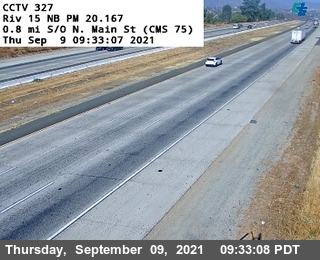 CCTV 327
Riv 15 NB PM 20.167
0.8 mi S/O N. Main St (CMS 75)
Thu Sep 9 09:33:07 2021
Thursday, September 09, 2021 09:33:08 PDT